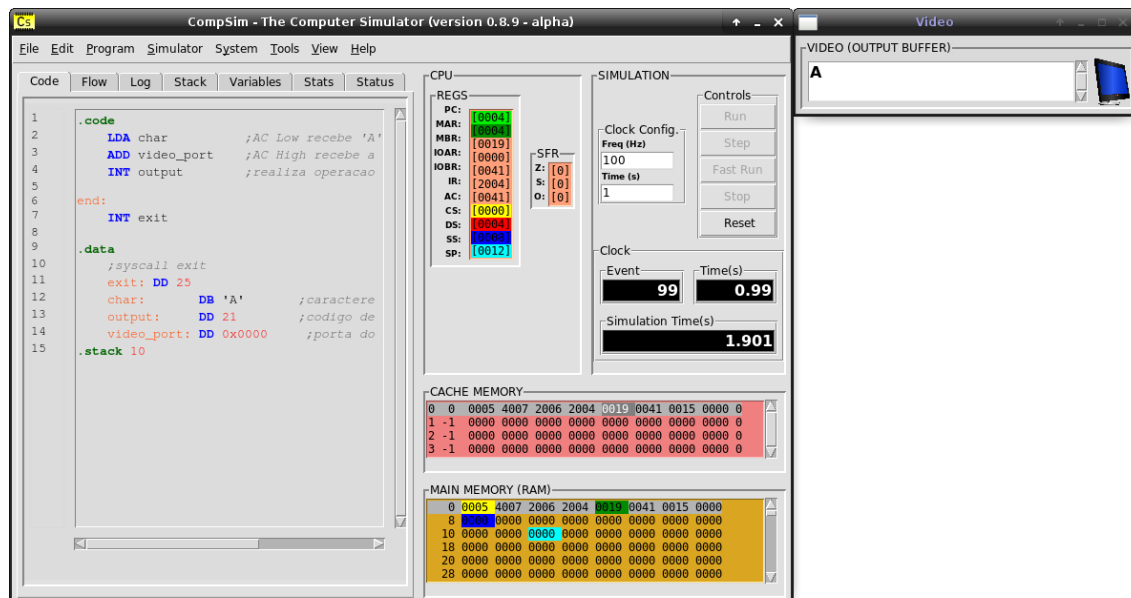 Cs CompSim - The Computer Simulator (version 0.8.9 - alpha)
File Edit Program Simulator System Tools View Help
Code Flow Log Stack Variables Stats Status
1 .code
2 LDA char ;AC Low recebe 'A'
3 ADD video_port ;AC High recebe a
4 INT output ;realiza operacao
5
6 end:
7 INT exit
8
9 .data
10 ;syscall exit
11 exit: DD 25
12 char: DB 'A' ;caractere
13 output: DD 21 ;codigo de
14 video_port: DD 0x0000 ;porta do
15 .stack 10
CPU
REGS
PC: [0004]
MAR: [0004]
MBR: [0019]
IOAR: [0000]
IOBR: [0041]
IR: [2004]
AC: [0041]
CS: [0000]
DS: [0004]
SS:
SP: [0012]
SFR
Z: [0]
S: [0]
O: [0]
SIMULATION
Clock Config.
Freq (Hz)
100
Time (s)
1
Controls
Run
Step
Fast Run
Stop
Reset
Clock
Event
99
Time(s)
0.99
Simulation Time(s)
1.901
CACHE MEMORY
0 0 0005 4007 2006 2004 0019 0041 0015 0000 0
1 -1 0000 0000 0000 0000 0000 0000 0000 0000 0
2 -1 0000 0000 0000 0000 0000 0000 0000 0000 0
3 -1 0000 0000 0000 0000 0000 0000 0000 0000 0
MAIN MEMORY (RAM)
0 0005 4007 2006 2004 0019 0041 0015 0000
8 0000 0000 0000 0000 0000 0000 0000 0000
10 0000 0000 0000 0000 0000 0000 0000 0000
18 0000 0000 0000 0000 0000 0000 0000 0000
20 0000 0000 0000 0000 0000 0000 0000 0000
28 0000 0000 0000 0000 0000 0000 0000 0000
Video
VIDEO (OUTPUT BUFFER)
A